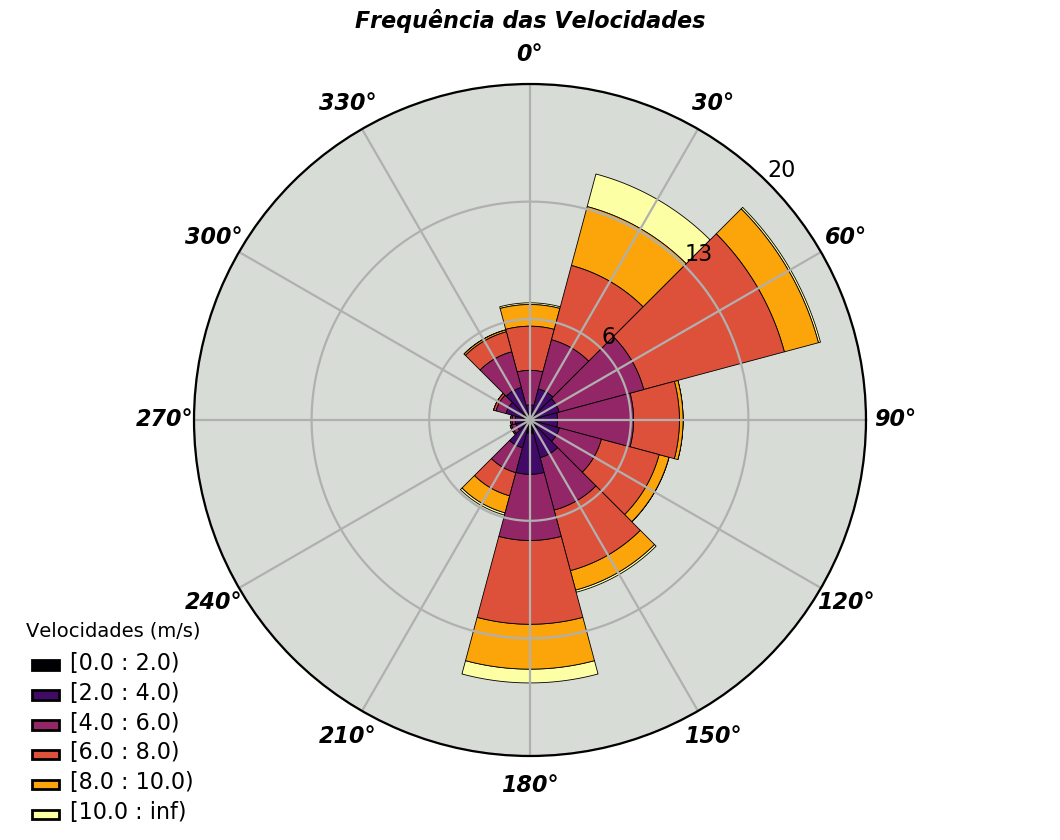 Frequência das Velocidades
0°
330°
30°
20
300°
60°
13
6
270°
90°
240°
120°
Velocidades (m/s)
[0.0 : 2.0)
[2.0 : 4.0)
[4.0 : 6.0)
[6.0 : 8.0)
[8.0 : 10.0)
[10.0 : inf)
210°
150°
180°